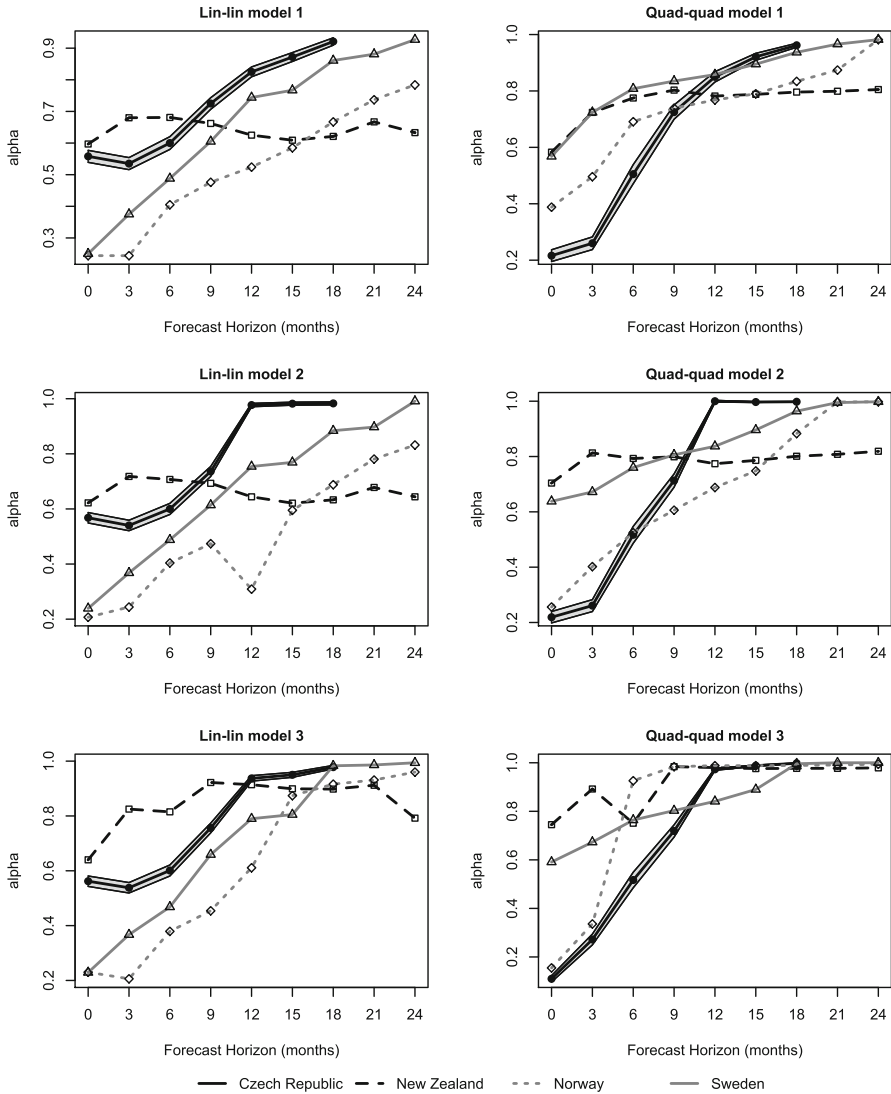 Lin-lin model 1
alpha
0.3
0.5
0.7
0.9
0 3 6 9 12 15 18 21 24
Forecast Horizon (months)
Quad-quad model 1
alpha
0.2
0.4
0.6
0.8
1.0
0 3 6 9 12 15 18 21 24
Forecast Horizon (months)
Lin-lin model 2
alpha
0.2
0.4
0.6
0.8
1.0
0 3 6 9 12 15 18 21 24
Forecast Horizon (months)
Quad-quad model 2
alpha
0.2
0.4
0.6
0.8
1.0
0 3 6 9 12 15 18 21 24
Forecast Horizon (months)
Lin-lin model 3
alpha
0.2
0.4
0.6
0.8
1.0
0 3 6 9 12 15 18 21 24
Forecast Horizon (months)
Quad-quad model 3
alpha
0.2
0.4
0.6
0.8
1.0
0 3 6 9 12 15 18 21 24
Forecast Horizon (months)
Czech Republic New Zealand Norway Sweden